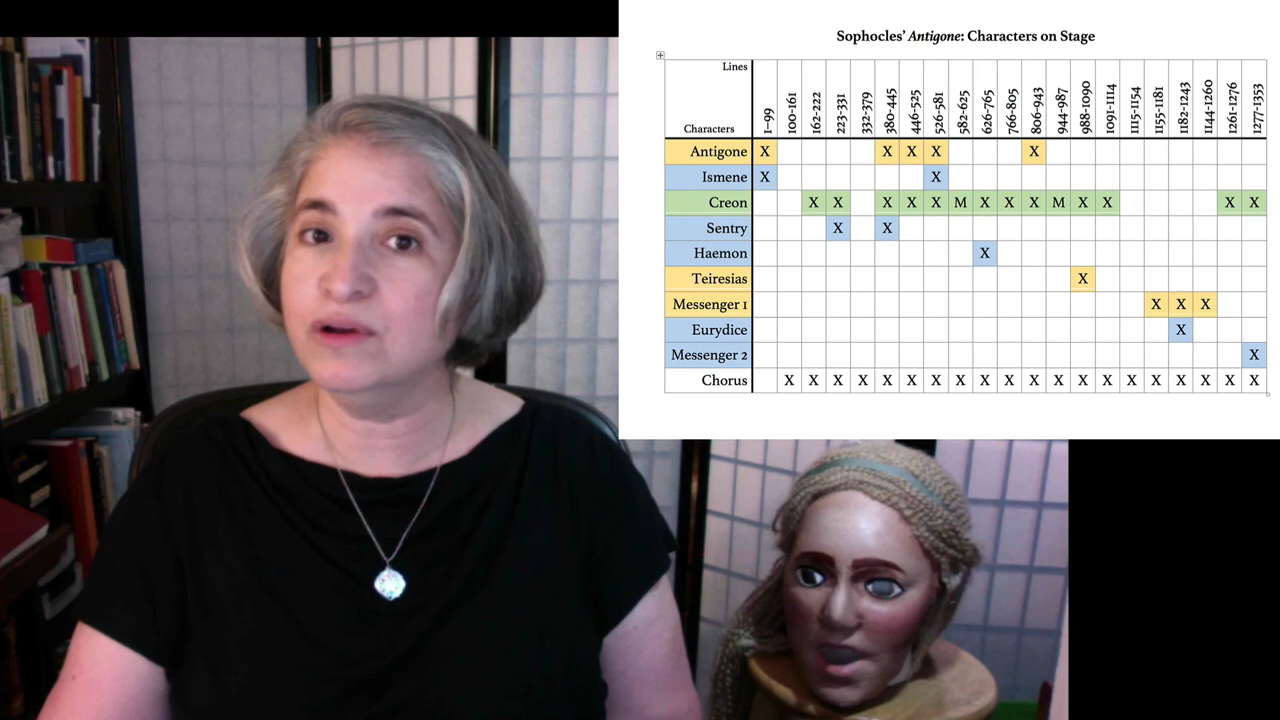 Sophocles’ Antigone: Characters on Stage
Lines
Characters
1-99 100-161 162-222 223-331 332-379 380-445 446-525 526-581 582-625 626-765 766-805 806-943 944-987 988-1090 1091-1114 1115-1154 1155-1181 1182-1243 1144-1260 1261-1276 1277-1353
Antigone X X X X X
Ismene X X
Creon X X X X X M X X X M X X X X
Sentry X X
Haemon X
Teiresias X
Messenger 1 X X X
Eurydice X
Messenger 2 X
Chorus X X X X X X X X X X X X X X X X X X X X